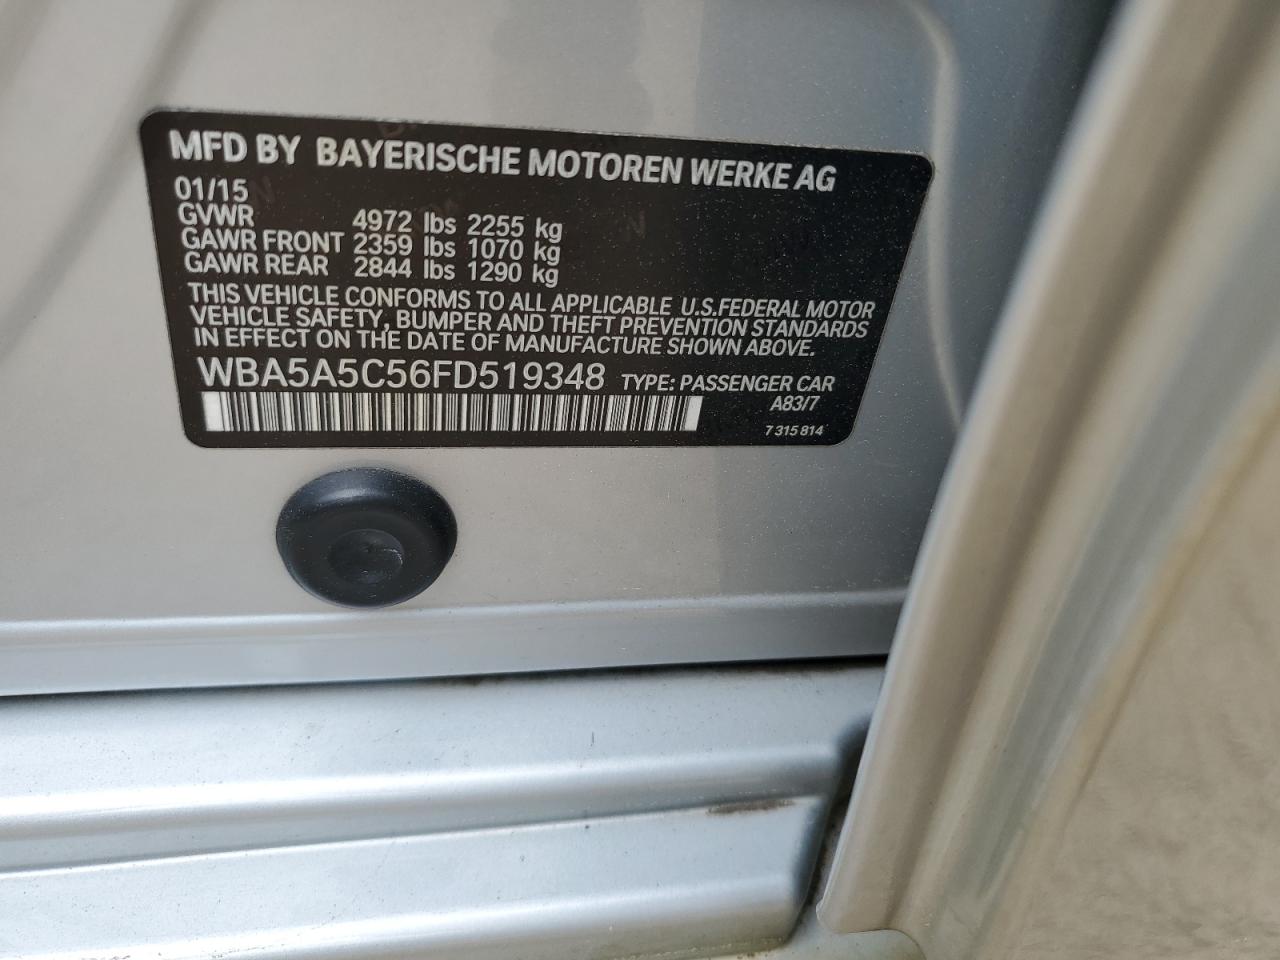 MFD BY BAYERISCHE MOTOREN WERKE AG
01/15
GVWR 4972 lbs 2255 kg
GAWR FRONT 2359 lbs 1070 kg
GAWR REAR 2844 lbs 1290 kg
THIS VEHICLE CONFORMS TO ALL APPLICABLE U.S.FEDERAL MOTOR
VEHICLE SAFETY, BUMPER AND THEFT PREVENTION STANDARDS
IN EFFECT ON THE DATE OF MANUFACTURE SHOWN ABOVE.
WBA5A5C56FD519348 TYPE: PASSENGER CAR
A83/7
7 315 814